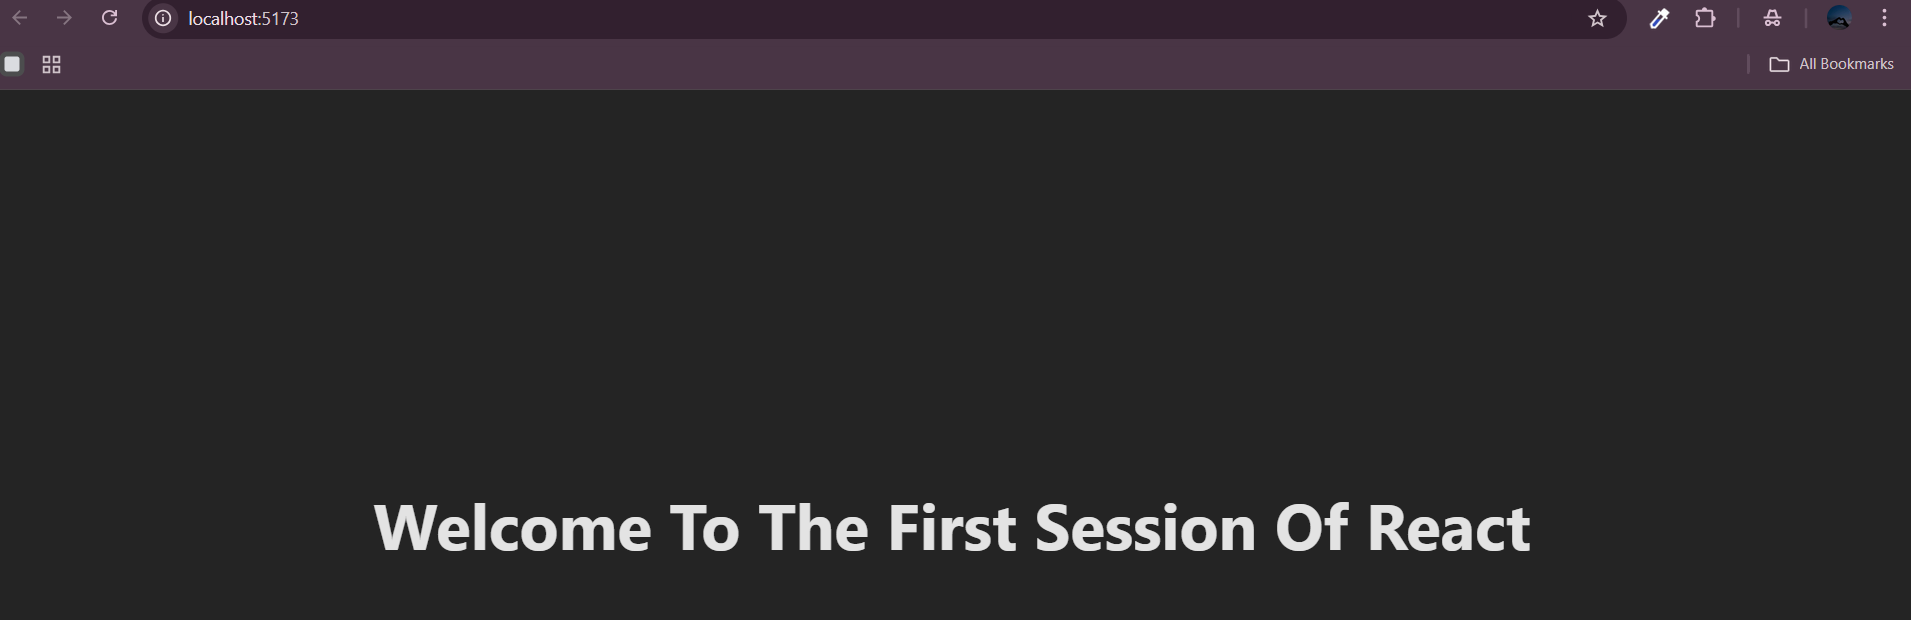 localhost:5173
All Bookmarks
Welcome To The First Session Of React